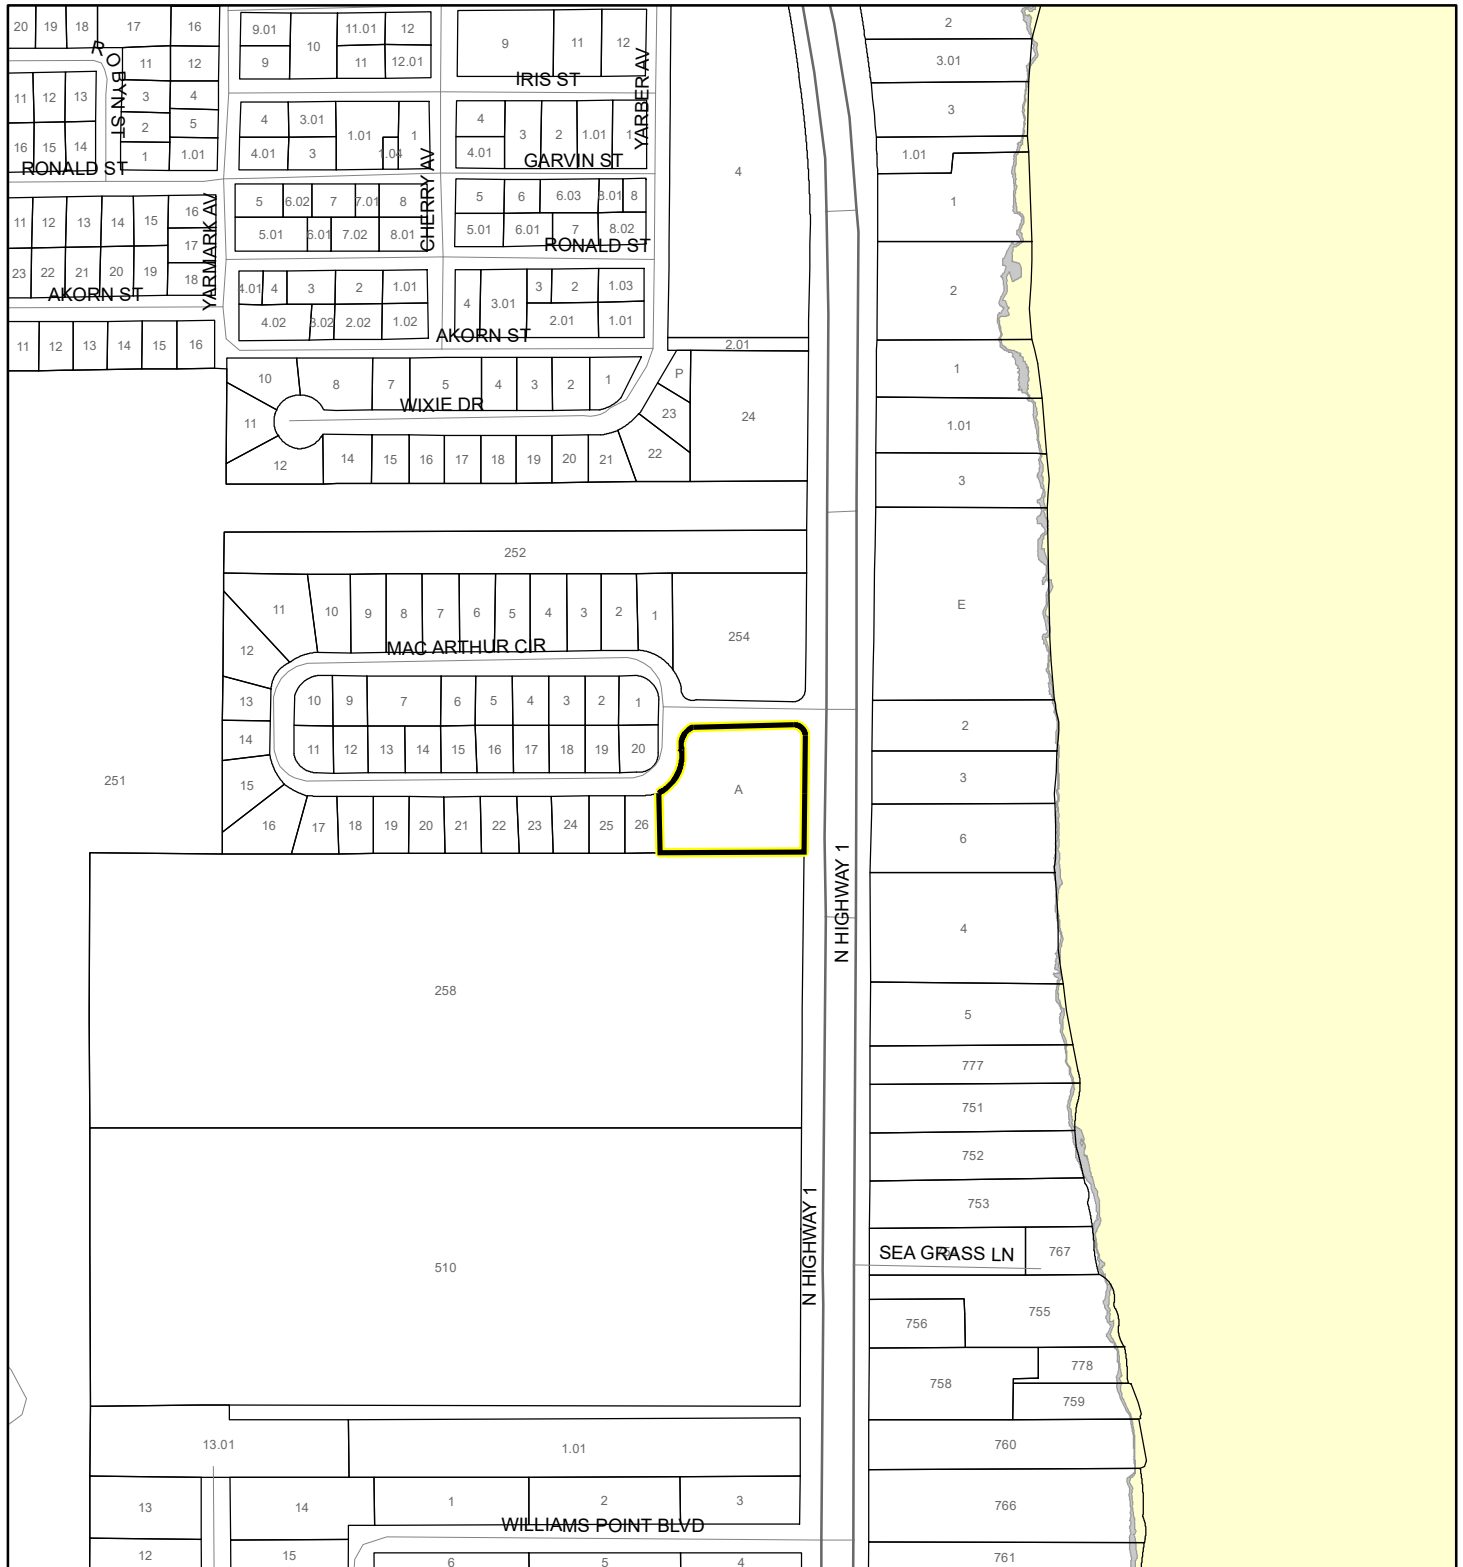 20 19 18 17 16 9.01 10 11.01 12 9 11 12 2
R O BYN ST 11 12 9 11 12.01 3.01
IRIS ST YARBER AV
11 12 13 3 4 4 3.01 1.01 1 4 3 2 1.01 1 3
2 5
16 15 14 1 1.01 4.01 3 1.04 4.01 1.01
RONALD ST GARVIN ST
4
YARMARK AV CHERRY AV
5 6.02 7 7.01 8 5 6 6.03 8.01 8 1
11 12 13 14 15 16
5.01 6.01 7.02 8.01 5.01 6.01 7 8.02
17 RONALD ST
23 22 21 20 19 18
AKORN ST
4.01 4 3 2 1.01 4 3.01 3 2 1.03 2
4.02 3.02 2.02 1.02 2.01 1.01
AKORN ST
11 12 13 14 15 16 2.01
10 8 7 5 4 3 2 1 P 1
WIXIE DR
11 23 24 1.01
12 14 15 16 17 18 19 20 21 22 3
252
11 10 9 8 7 6 5 4 3 2 1 254 E
MAC ARTHUR CIR
12
13 10 9 7 6 5 4 3 2 1 2
14 11 12 13 14 15 16 17 18 19 20
251 15 A 3
16 17 18 19 20 21 22 23 24 25 26 6
N HIGHWAY 1
4
258 5
777
751
752
753
N HIGHWAY 1
SEA GRASS LN 767
510
755
756
778
758
759
13.01 1.01 760
13 14 1 2 3 766
WILLIAMS POINT BLVD
12 15 6 5 4 761